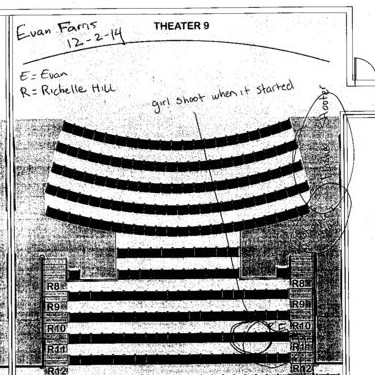 Evan Farris
12-2-14
THEATER 9
E = Evan
R = Richelle Hill
girl shoot when it started
shooter
R8
R8
R9
R9
R E
R10
R10
R11
R11
R12
R12